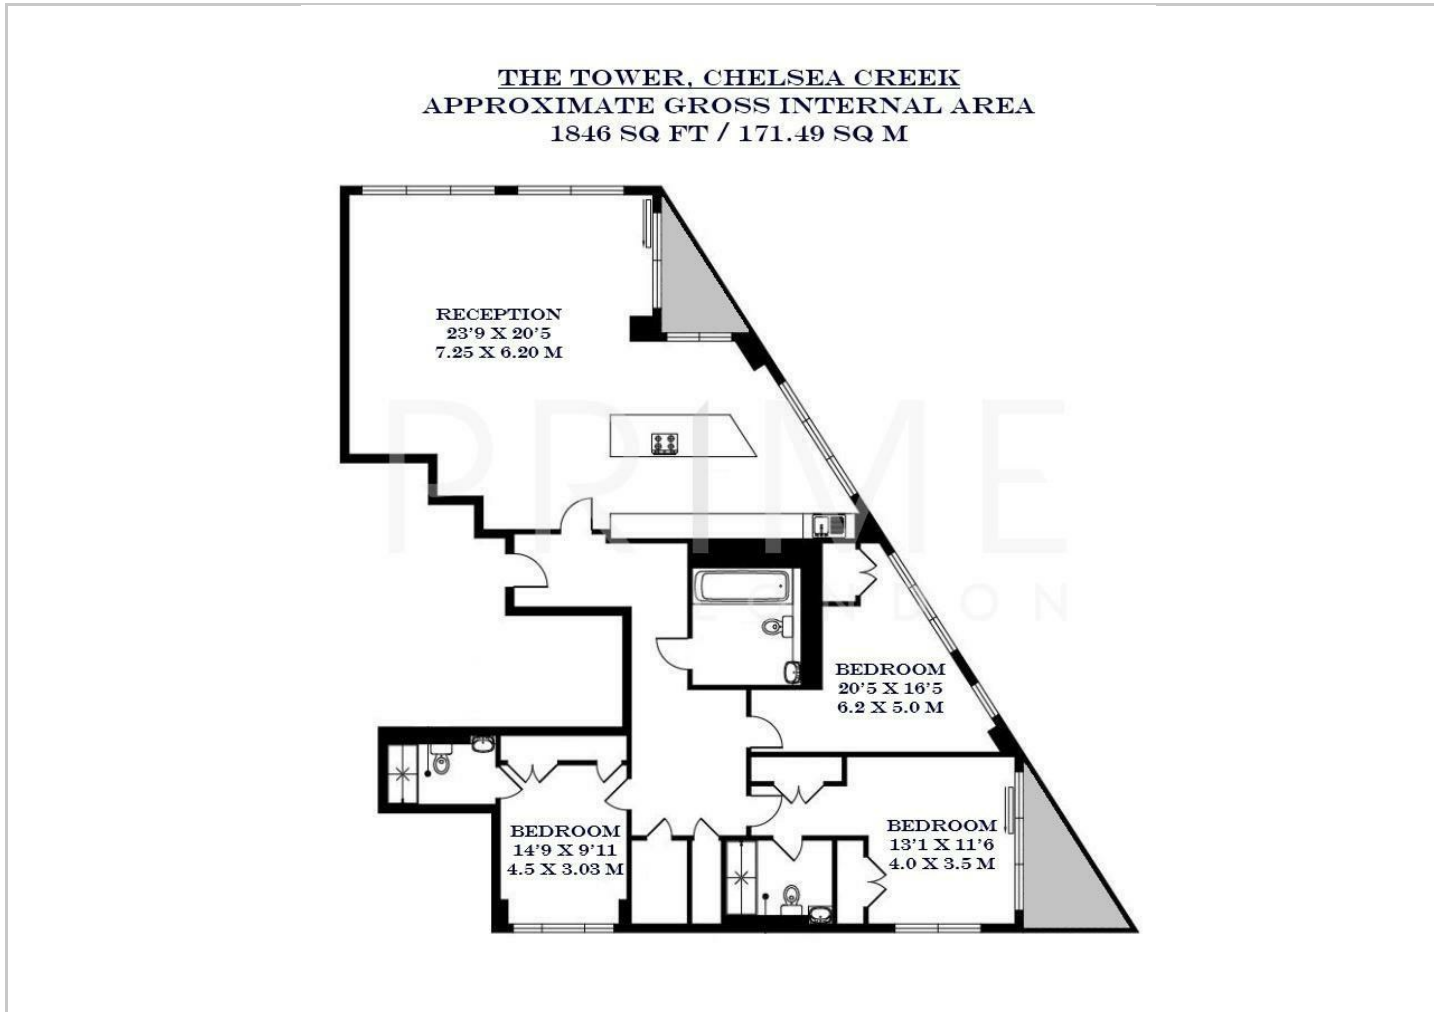 THE TOWER, CHELSEA CREEK
APPROXIMATE GROSS INTERNAL AREA
1846 SQ FT / 171.49 SQ M
RECEPTION
23'9 X 20'5
7.25 X 6.20 M
PRIME
LONDON
BEDROOM
20'5 X 16'5
6.2 X 5.0 M
BEDROOM
14'9 X 9'11
4.5 X 3.03 M
BEDROOM
13'1 X 11'6
4.0 X 3.5 M